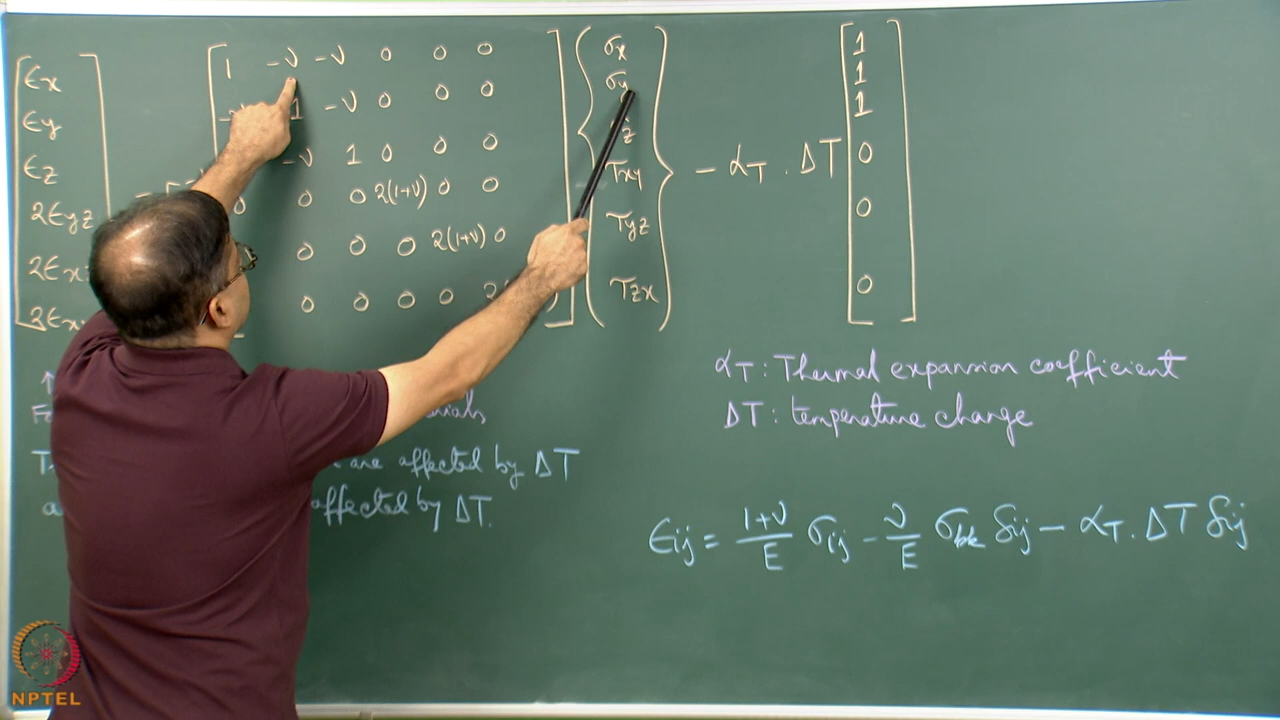 ϵx 1 -ν -ν 0 0 0 σx 1
ϵy 1 -ν 0 0 0 σy 1
ϵz -ν 1 0 0 0 z 1
2ϵyz 0 0 0 2(1+ν) 0 0 τxy - αT . ΔT 0
0 0 0 2(1+ν) 0 τyz 0
0 0 0 0 τzx 0
αT : Thermal expansion coefficient
ΔT : temperature change
are affected by ΔT
affected by ΔT.
ϵij = 1+ν/E σij - ν/E σkk δij - αT . ΔT δij
NPTEL